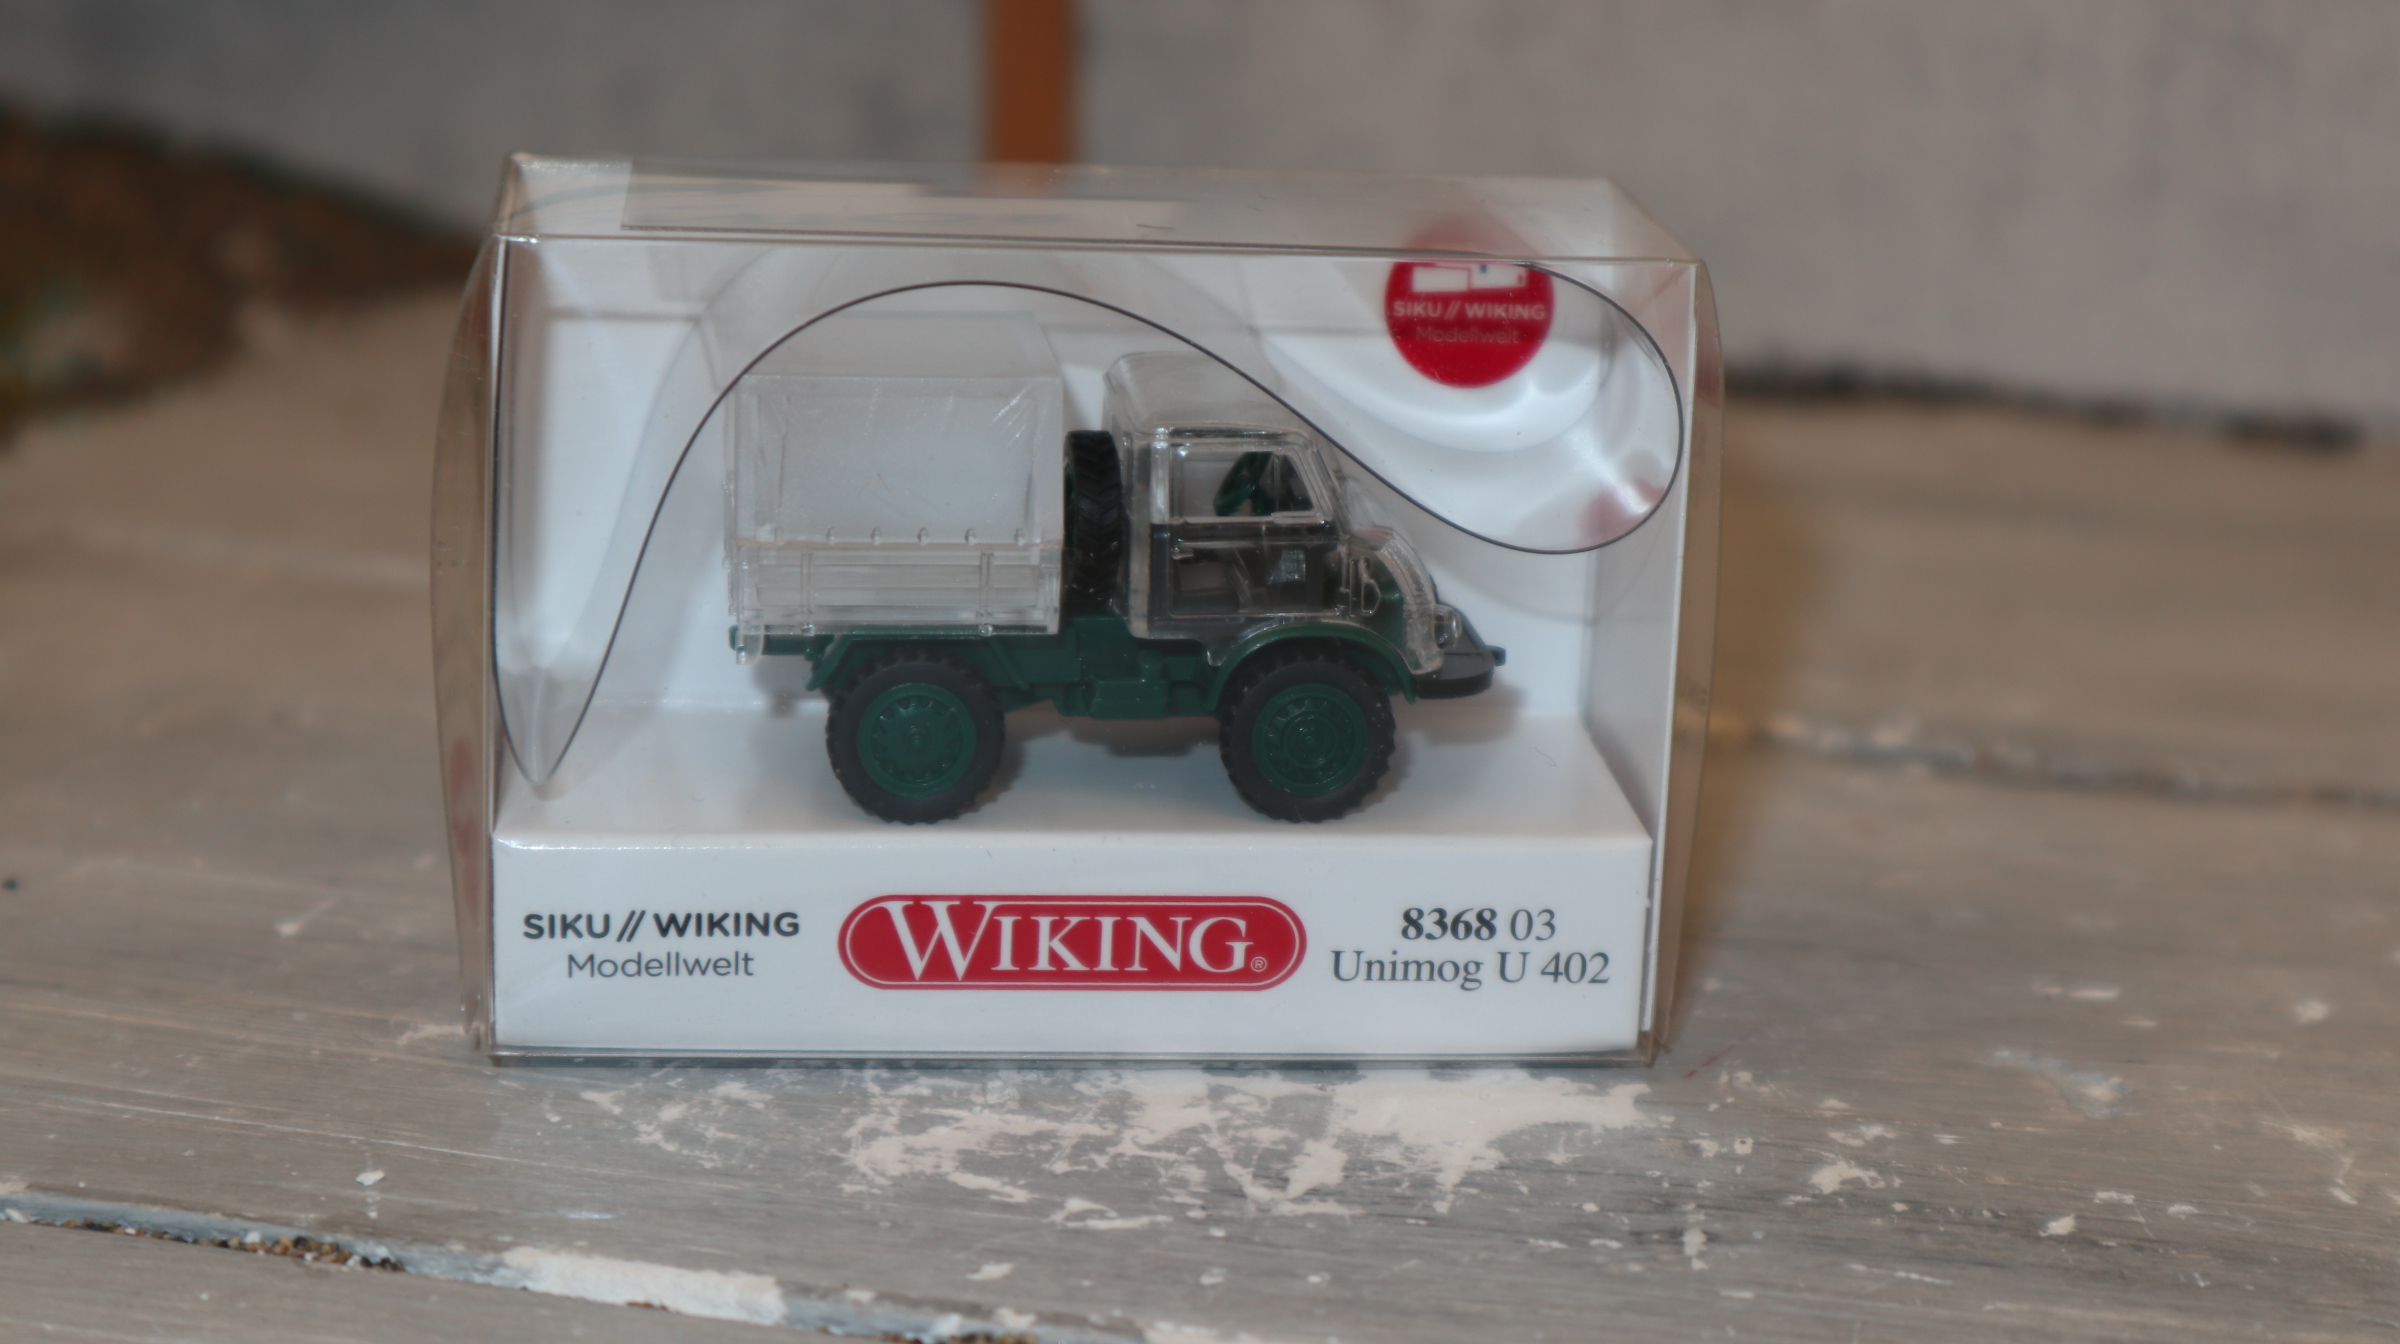 SIKU // WIKING
Modellwelt
SIKU // WIKING
Modellwelt
WIKING®
8368 03
Unimog U 402